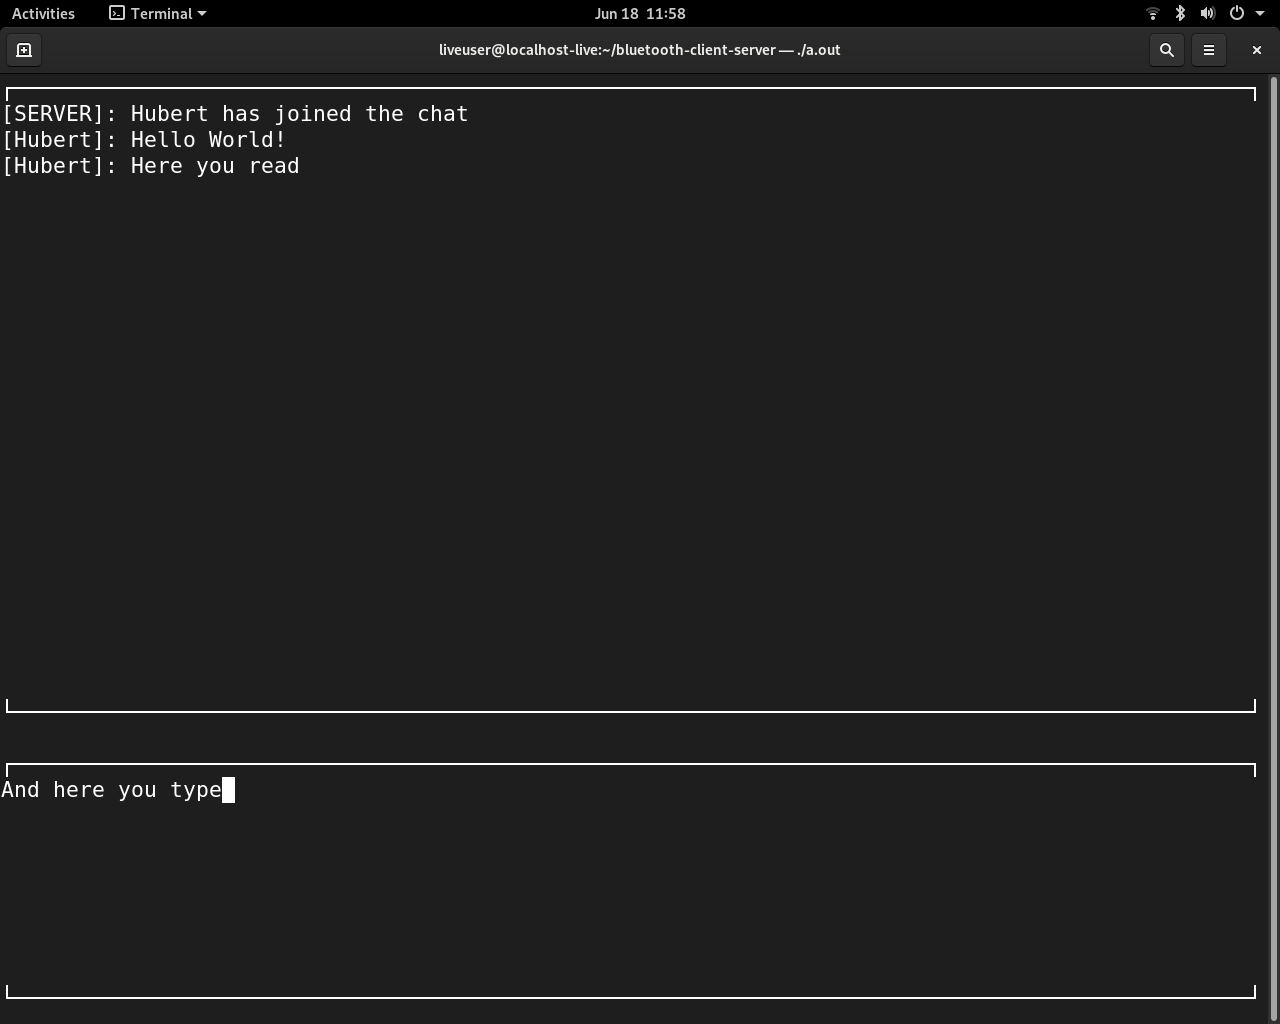 Activities Terminal Jun 18 11:58
liveuser@localhost-live:~/bluetooth-client-server — ./a.out
[SERVER]: Hubert has joined the chat
[Hubert]: Hello World!
[Hubert]: Here you read
And here you type